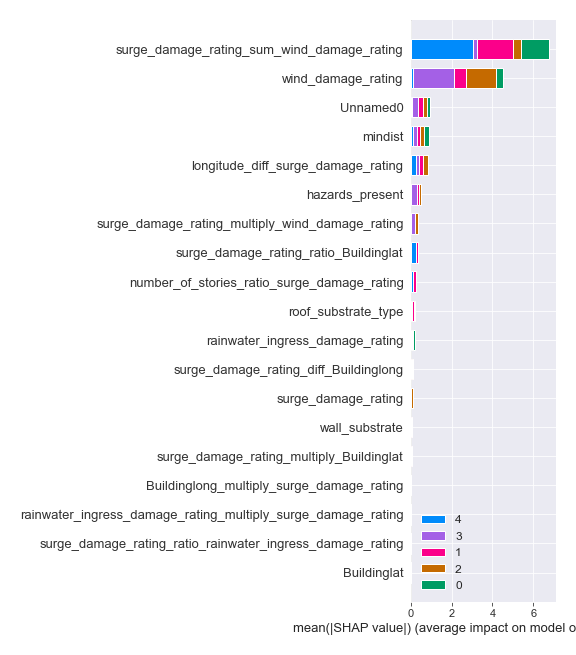 surge_damage_rating_sum_wind_damage_rating
wind_damage_rating
Unnamed0
mindist
longitude_diff_surge_damage_rating
hazards_present
surge_damage_rating_multiply_wind_damage_rating
surge_damage_rating_ratio_Buildinglat
number_of_stories_ratio_surge_damage_rating
roof_substrate_type
rainwater_ingress_damage_rating
surge_damage_rating_diff_Buildinglong
surge_damage_rating
wall_substrate
surge_damage_rating_multiply_Buildinglat
Buildinglong_multiply_surge_damage_rating
rainwater_ingress_damage_rating_multiply_surge_damage_rating
surge_damage_rating_ratio_rainwater_ingress_damage_rating
Buildinglat
4
3
1
2
0
0 2 4 6
mean(|SHAP value|) (average impact on model o